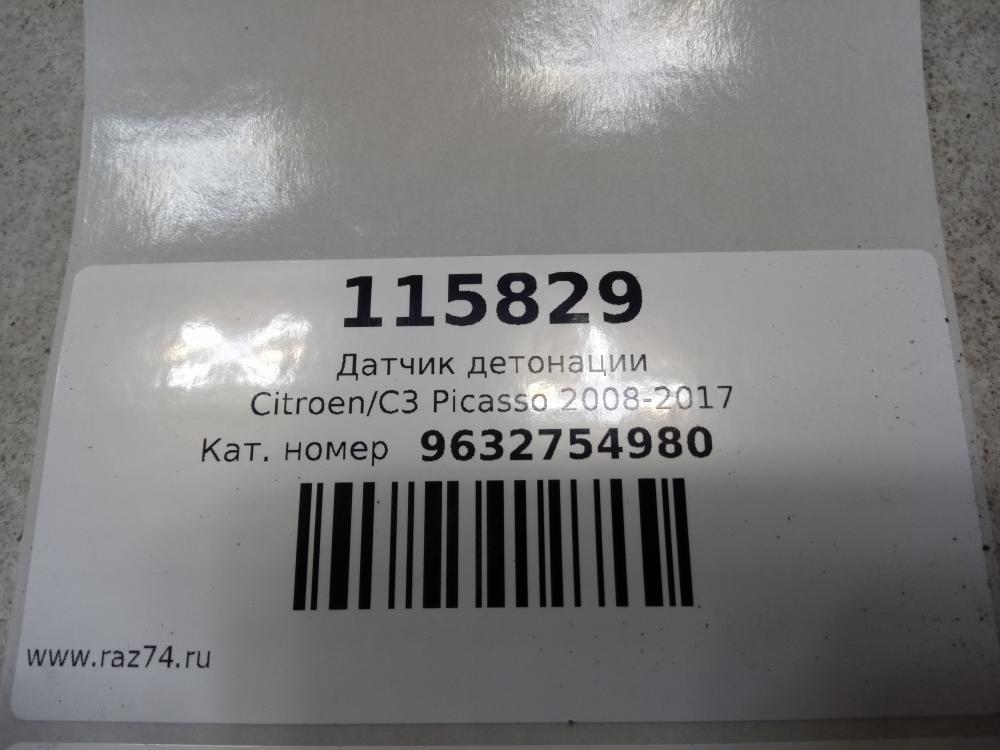 115829
Датчик детонации
Citroen/C3 Picasso 2008-2017
Кат. номер 9632754980
www.raz74.ru